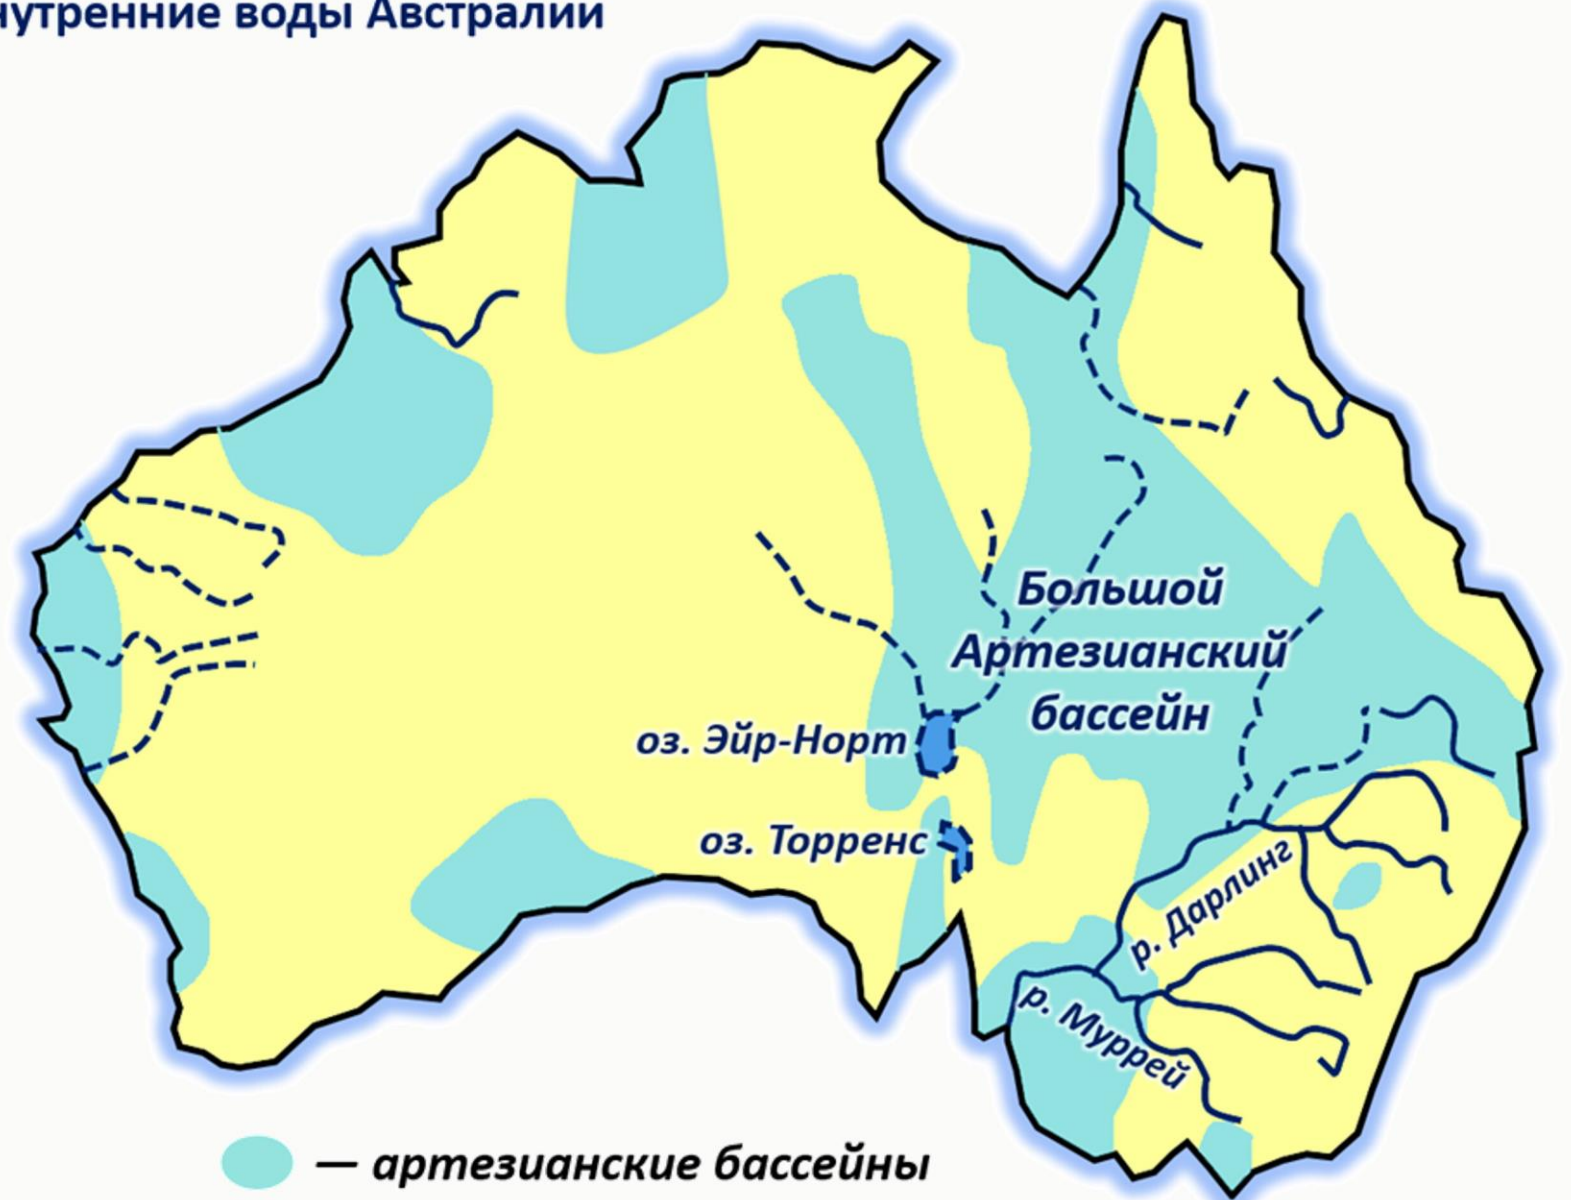 нутренние воды Австралии
Большой
Артезианский
бассейн
оз. Эйр-Норт
оз. Торренс
р. Дарлинг
р. Муррей
— артезианские бассейны